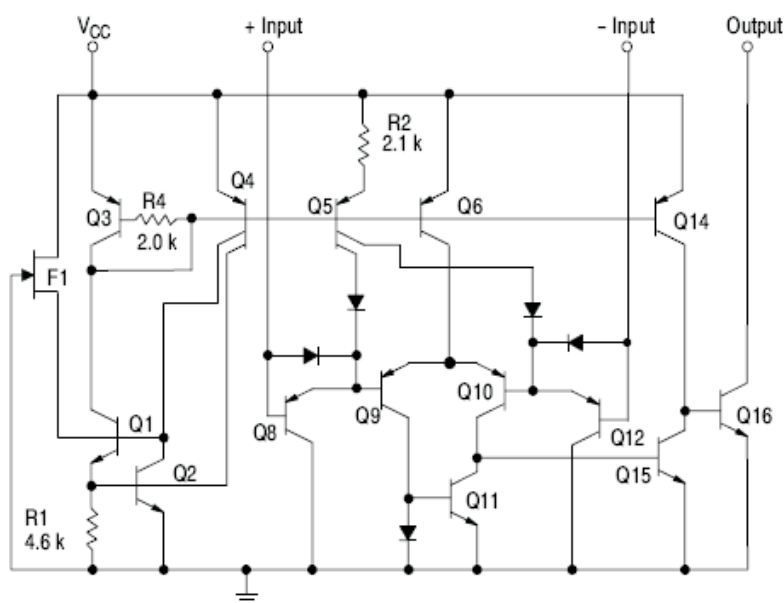 VCC + Input – Input Output
R2
2.1 k
Q4
R4
Q3
Q5
Q6
2.0 k
Q14
F1
Q1
Q10
Q8
Q9
Q12
Q16
Q2
Q15
Q11
R1
4.6 k